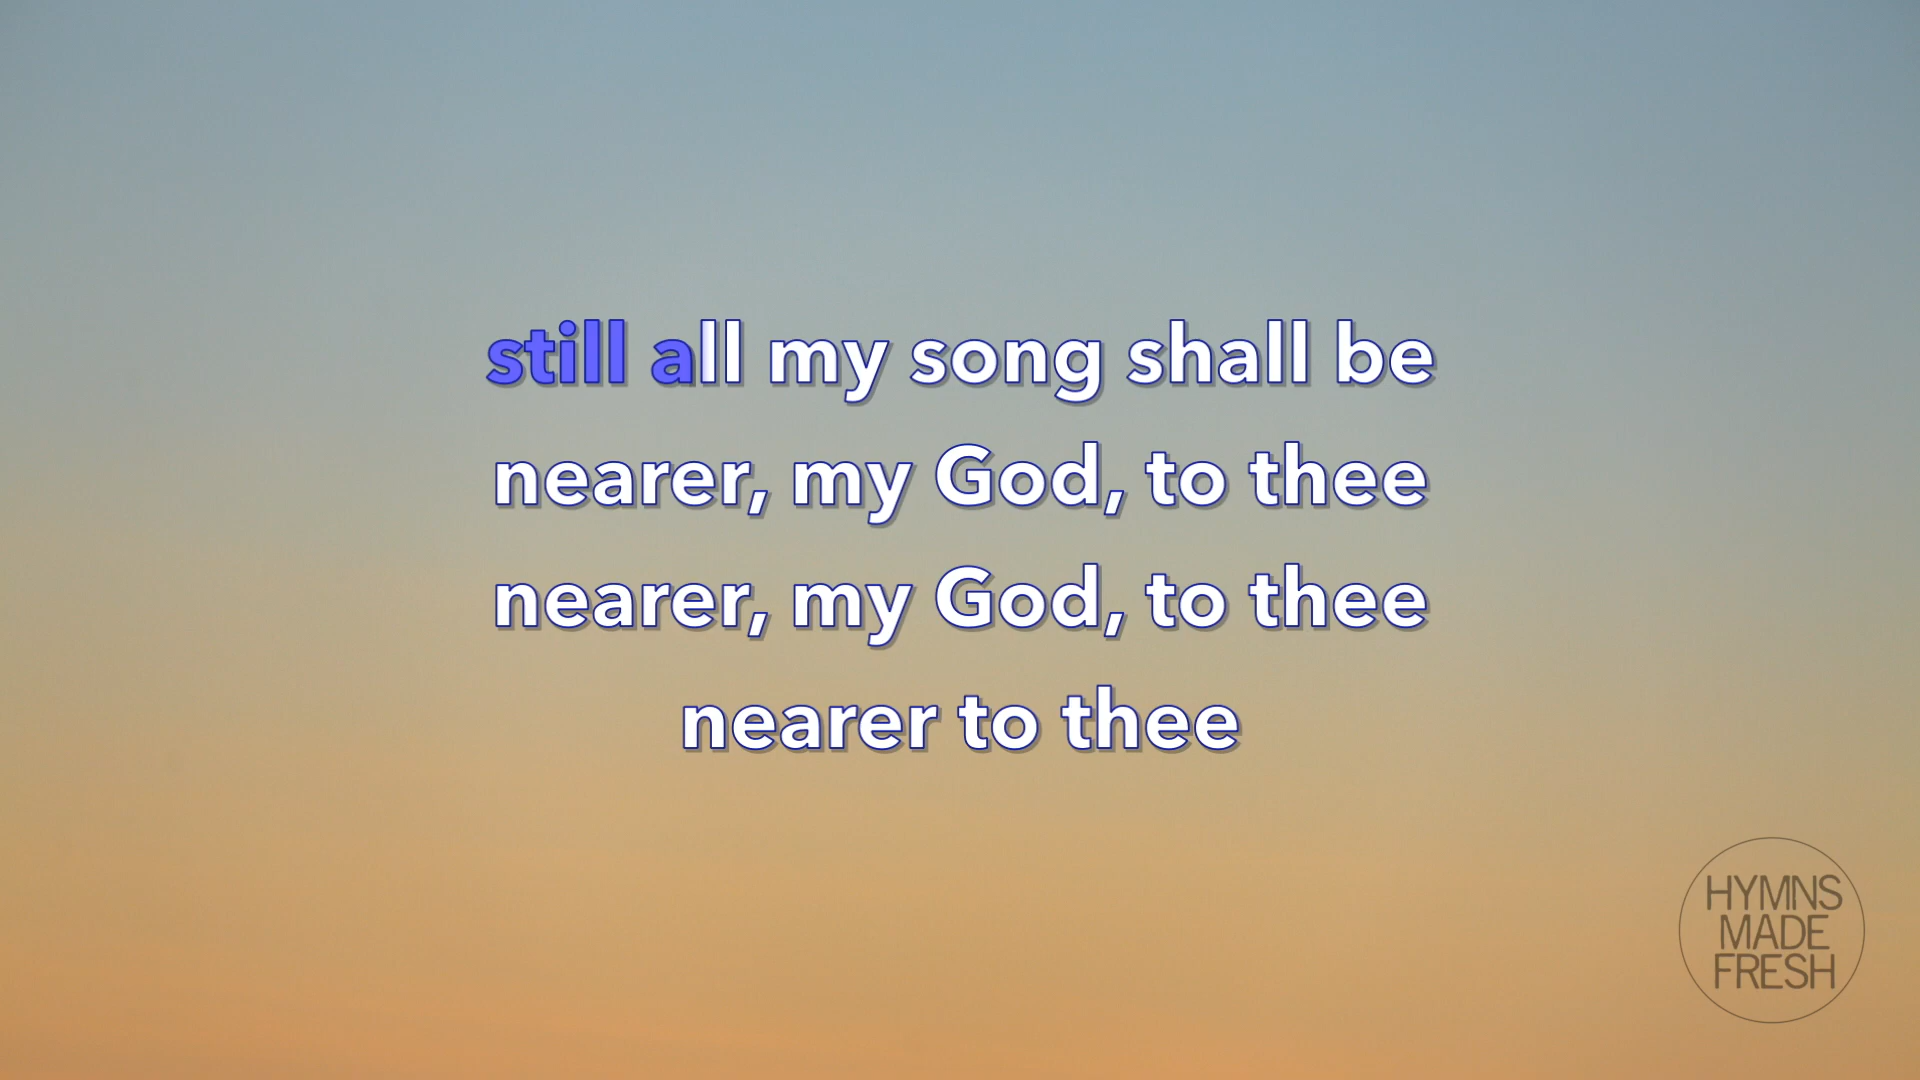 still all my song shall be
nearer, my God, to thee
nearer, my God, to thee
nearer to thee
HYMNS
MADE
FRESH